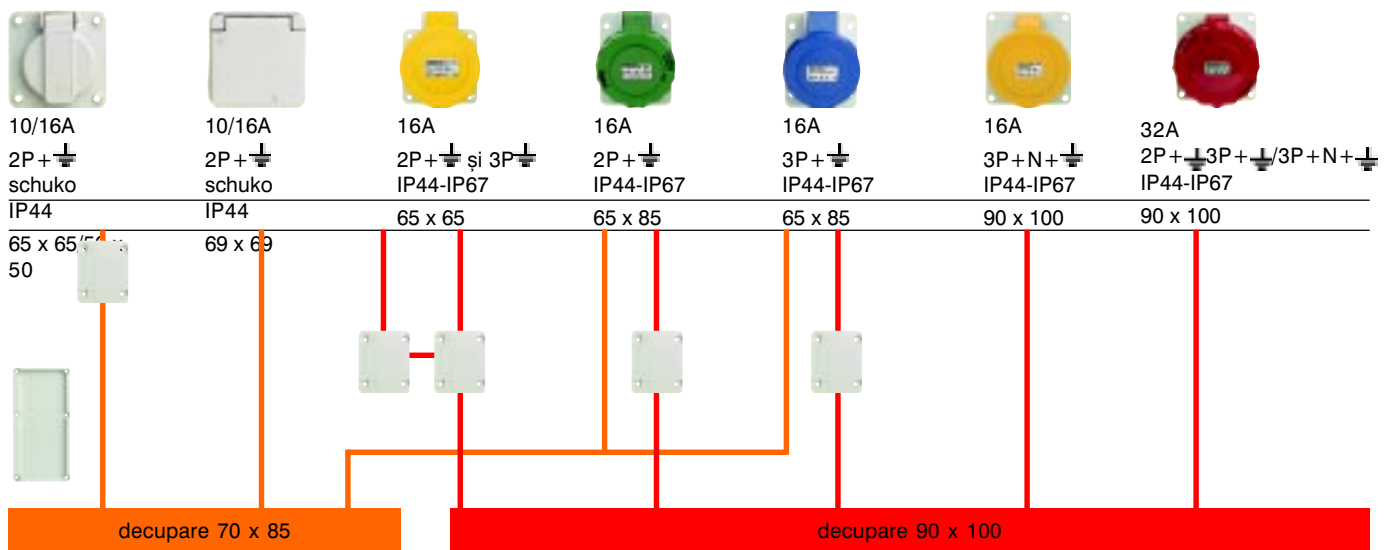 10/16A
2P+⏚
schuko
IP44
65 x 65/50 x
50
10/16A
2P+⏚
schuko
IP44
69 x 69
16A
2P+⏚ și 3P⏚
IP44-IP67
65 x 65
16A
2P+⏚
IP44-IP67
65 x 85
16A
3P+⏚
IP44-IP67
65 x 85
16A
3P+N+⏚
IP44-IP67
90 x 100
32A
2P+⏚3P+⏚/3P+N+⏚
IP44-IP67
90 x 100
decupare 70 x 85
decupare 90 x 100